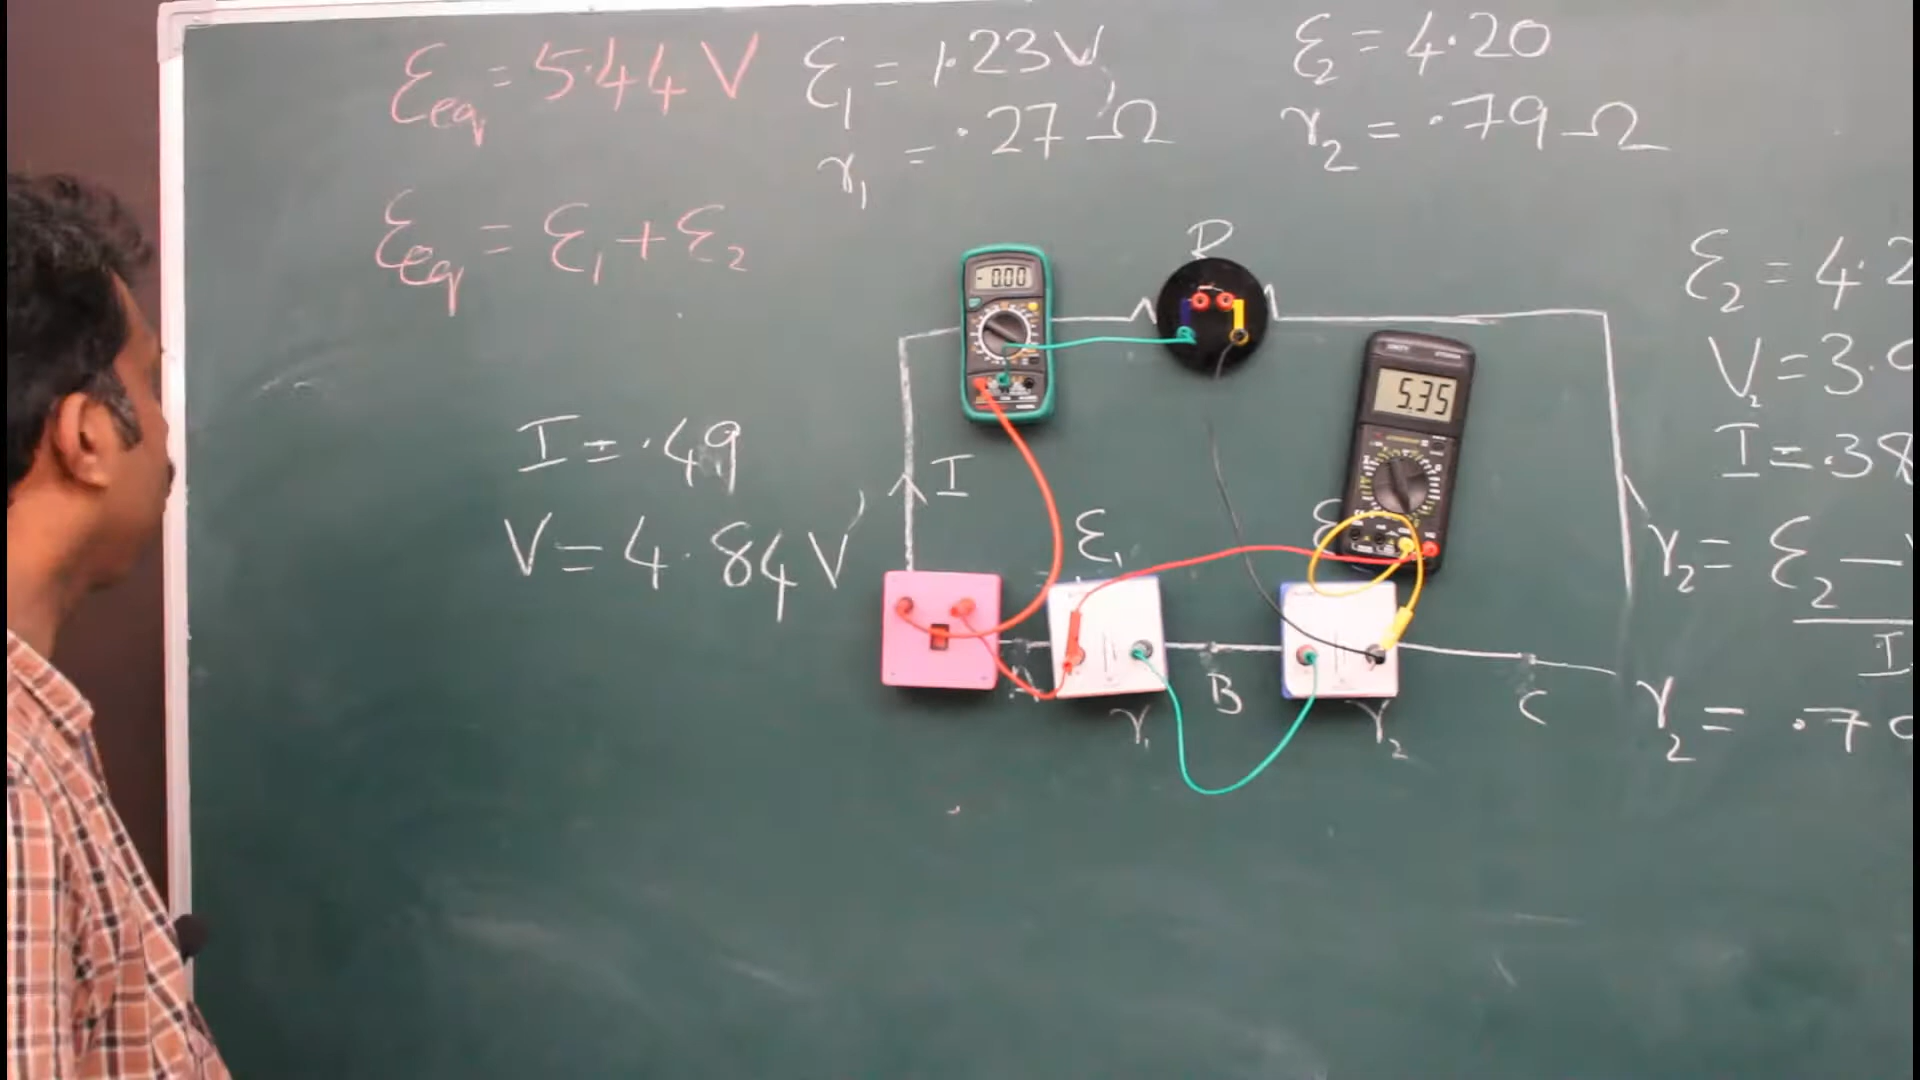 Ɛeq = 5.44 V
Ɛ1 = 1.23 V,
r1 = .27 Ω
Ɛ2 = 4.20
r2 = .79 Ω
Ɛeq = Ɛ1 + Ɛ2
R
- 0.00
5.35
I = .49
V = 4.84 V
I
Ɛ1
Ɛ
A
B
C
r1
r2
Ɛ2 = 4.2
V2 = 3.
I = .38
r2 = Ɛ2 –
I
r2 = .7